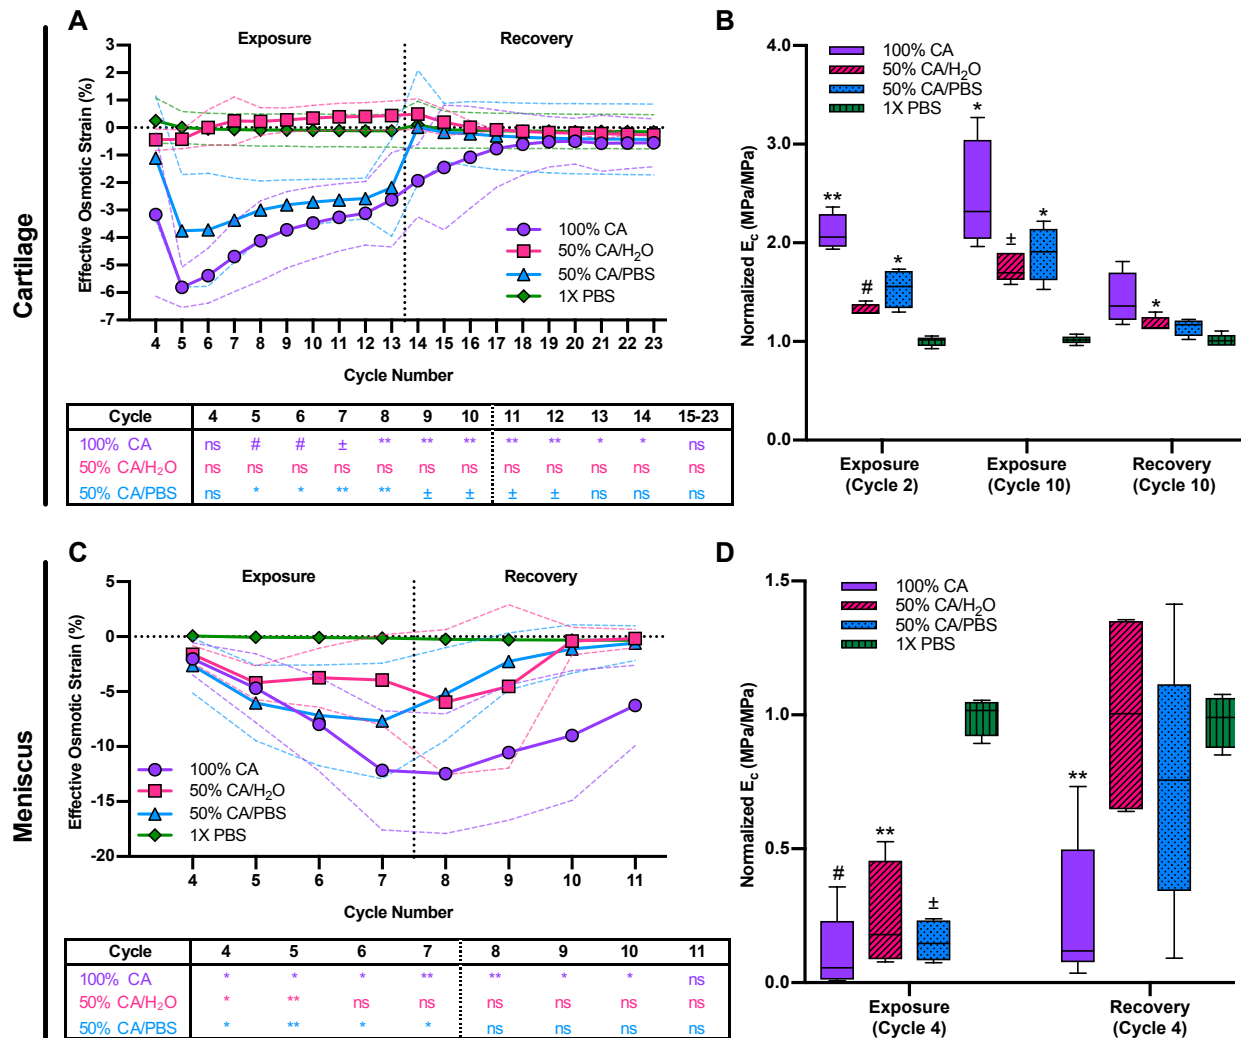 Cartilage
A
Exposure
Recovery
Effective Osmotic Strain (%)
3
2
1
0
-1
-2
-3
-4
-5
-6
-7
100% CA
50% CA/H₂O
50% CA/PBS
1X PBS
4 5 6 7 8 9 10 11 12 13 14 15 16 17 18 19 20 21 22 23
Cycle Number
Cycle 4 5 6 7 8 9 10 11 12 13 14 15-23
100% CA ns # # ± ** ** ** ** ** * * ns
50% CA/H₂O ns ns ns ns ns ns ns ns ns ns ns ns
50% CA/PBS ns * * ** ** ± ± ± ± ns ns ns
B
Normalized E꜀ (MPa/MPa)
4.0
3.0
2.0
1.0
0.0
100% CA
50% CA/H₂O
50% CA/PBS
1X PBS
**
#
*
*
±
*
*
Exposure
(Cycle 2)
Exposure
(Cycle 10)
Recovery
(Cycle 10)
Meniscus
C
Exposure
Recovery
Effective Osmotic Strain (%)
5
0
-5
-10
-15
-20
100% CA
50% CA/H₂O
50% CA/PBS
1X PBS
4 5 6 7 8 9 10 11
Cycle Number
Cycle 4 5 6 7 8 9 10 11
100% CA * * * ** ** * * ns
50% CA/H₂O * ** ns ns ns ns ns ns
50% CA/PBS * ** * * ns ns ns ns
D
Normalized E꜀ (MPa/MPa)
1.5
1.0
0.5
0.0
100% CA
50% CA/H₂O
50% CA/PBS
1X PBS
#
**
±
**
Exposure
(Cycle 4)
Recovery
(Cycle 4)